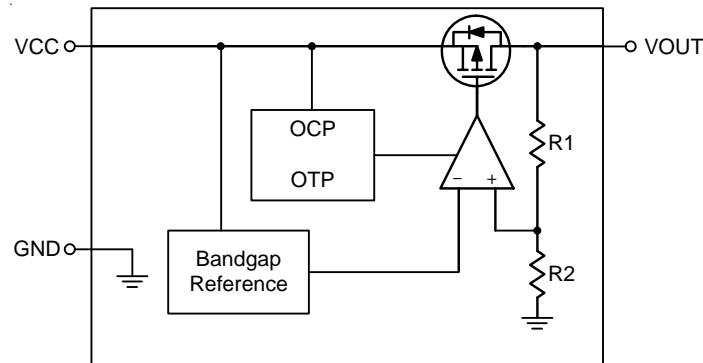 VCC
VOUT
OCP
OTP
R1
− +
GND
Bandgap
Reference
R2